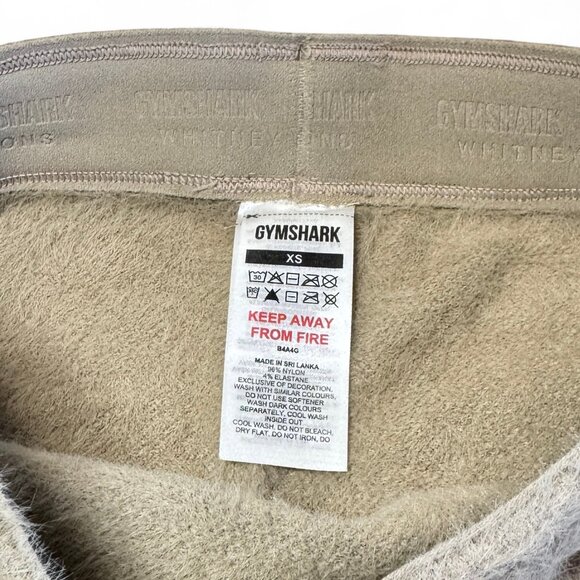 GYMSHARK GYMSHARK GYMSHARK
ONS WHITNEY NS WHITNEY
GYMSHARK
XS
30
KEEP AWAY
FROM FIRE
B4A4G
MADE IN SRI LANKA
96% NYLON
4% ELASTANE
EXCLUSIVE OF DECORATION.
WASH WITH SIMILAR COLOURS.
DO NOT USE SOFTENER
WASH DARK COLOURS
SEPARATELY, COOL WASH
INSIDE OUT
COOL WASH. DO NOT BLEACH.
DRY FLAT. DO NOT IRON, DO